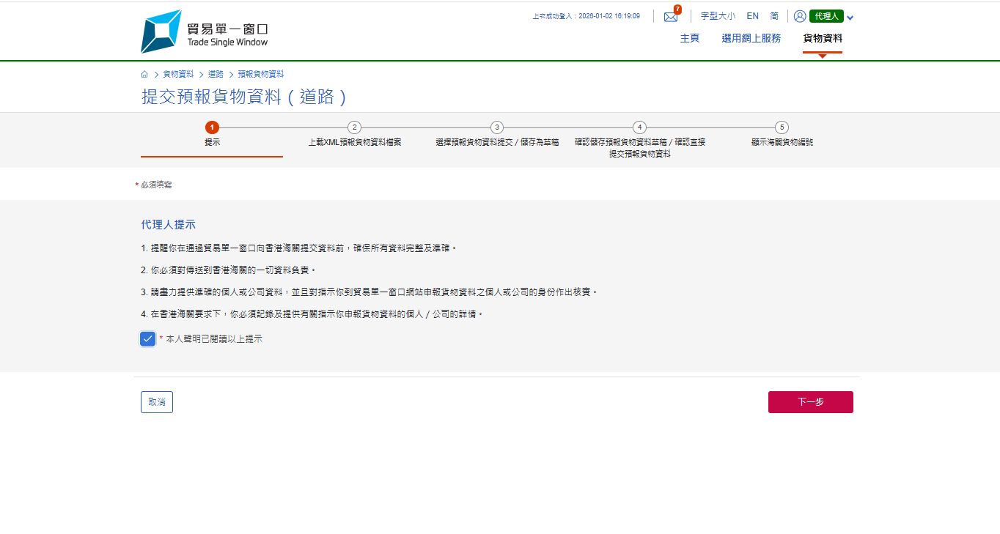 貿易單一窗口
Trade Single Window
上次成功登入：2026-01-02 16:19:09
7
字型大小
EN
简
代理人
主頁
選用網上服務
貨物資料
貨物資料
道路
預報貨物資料
提交預報貨物資料（道路）
1
提示
2
上載XML預報貨物資料檔案
3
選擇預報貨物資料提交 / 儲存為草稿
4
確認儲存預報貨物資料草稿 / 確認直接
提交預報貨物資料
5
顯示海關貨物編號
* 必須填寫
代理人提示
1. 提醒你在通過貿易單一窗口向香港海關提交資料前，確保所有資料完整及準確。
2. 你必須對傳送到香港海關的一切資料負責。
3. 請盡力提供準確的個人或公司資料，並且對指示你到貿易單一窗口網站申報貨物資料之個人或公司的身份作出核實。
4. 在香港海關要求下，你必須記錄及提供有關指示你申報貨物資料的個人 / 公司的詳情。
* 本人聲明已閱讀以上提示
取消
下一步